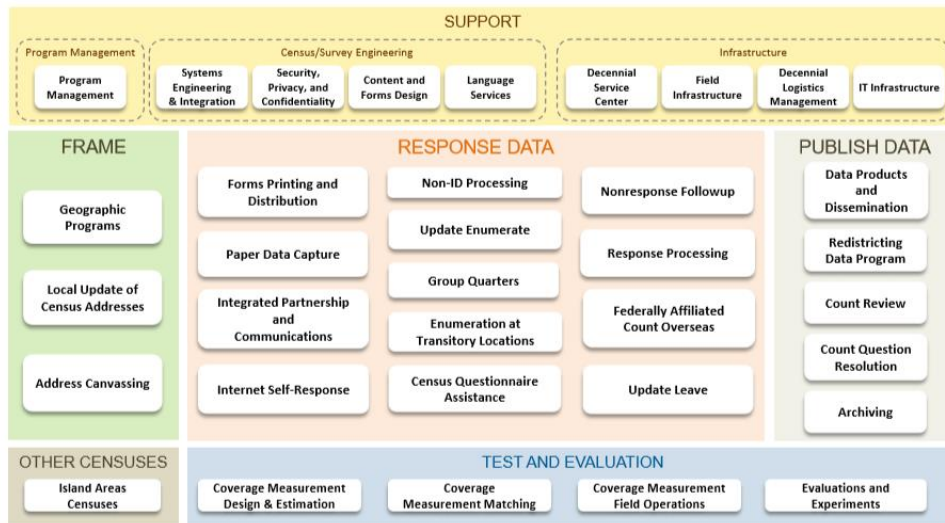 SUPPORT
Program Management
Program
Management
Census/Survey Engineering
Systems
Engineering
& Integration
Security,
Privacy, and
Confidentiality
Content and
Forms Design
Language
Services
Infrastructure
Decennial
Service
Center
Field
Infrastructure
Decennial
Logistics
Management
IT Infrastructure
FRAME
Geographic
Programs
Local Update of
Census Addresses
Address Canvassing
RESPONSE DATA
Forms Printing and
Distribution
Paper Data Capture
Integrated Partnership
and
Communications
Internet Self-Response
Non-ID Processing
Update Enumerate
Group Quarters
Enumeration at
Transitory Locations
Census Questionnaire
Assistance
Nonresponse Followup
Response Processing
Federally Affiliated
Count Overseas
Update Leave
PUBLISH DATA
Data Products
and
Dissemination
Redistricting
Data Program
Count Review
Count Question
Resolution
Archiving
OTHER CENSUSES
Island Areas
Censuses
TEST AND EVALUATION
Coverage Measurement
Design & Estimation
Coverage
Measurement Matching
Coverage Measurement
Field Operations
Evaluations and
Experiments